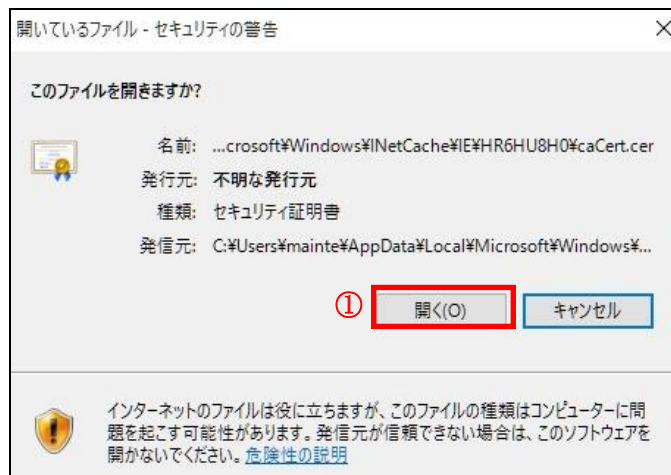 開いているファイル - セキュリティの警告
このファイルを開きますか?
名前: ...crosoft¥Windows¥INetCache¥IE¥HR6HU8H0¥caCert.cer
発行元: 不明な発行元
種類: セキュリティ証明書
発信元: C:¥Users¥mainte¥AppData¥Local¥Microsoft¥Windows¥...
① 開く(O) キャンセル
インターネットのファイルは役に立ちますが、このファイルの種類はコンピューターに問
題を起こす可能性があります。発信元が信頼できない場合は、このソフトウェアを
開かないでください。危険性の説明